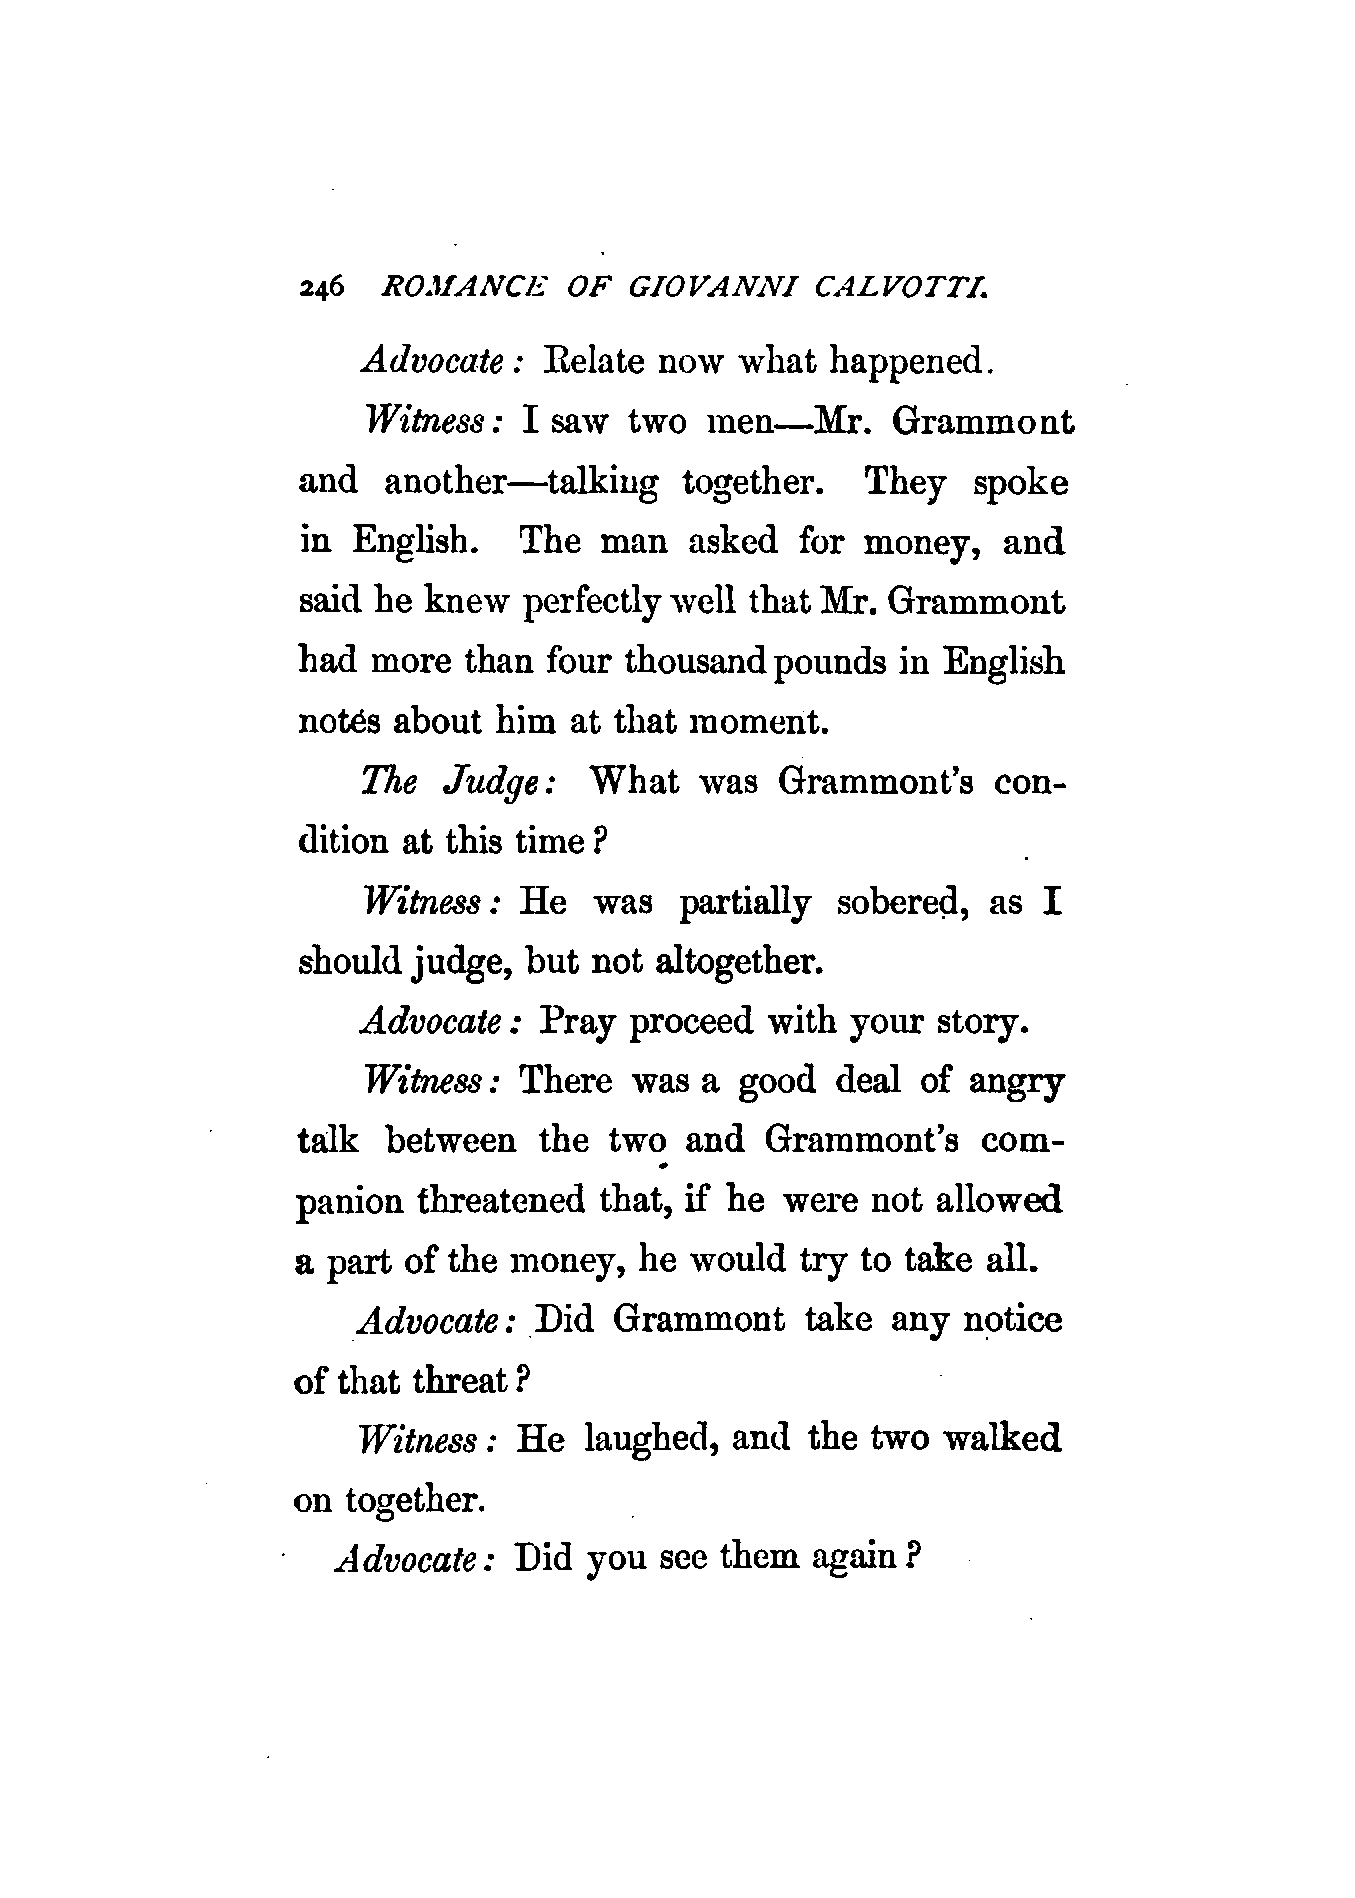 246 ROMANCE OF GIOVANNI CALVOTTI.
Advocate: Relate now what happened.
Witness: I saw two men—Mr. Grammont
and another—talking together. They spoke
in English. The man asked for money, and
said he knew perfectly well that Mr. Grammont
had more than four thousand pounds in English
notes about him at that moment.
The Judge: What was Grammont's con-
dition at this time?
Witness: He was partially sobered, as I
should judge, but not altogether.
Advocate: Pray proceed with your story.
Witness: There was a good deal of angry
talk between the two and Grammont's com-
panion threatened that, if he were not allowed
a part of the money, he would try to take all.
Advocate: Did Grammont take any notice
of that threat?
Witness: He laughed, and the two walked
on together.
Advocate: Did you see them again?